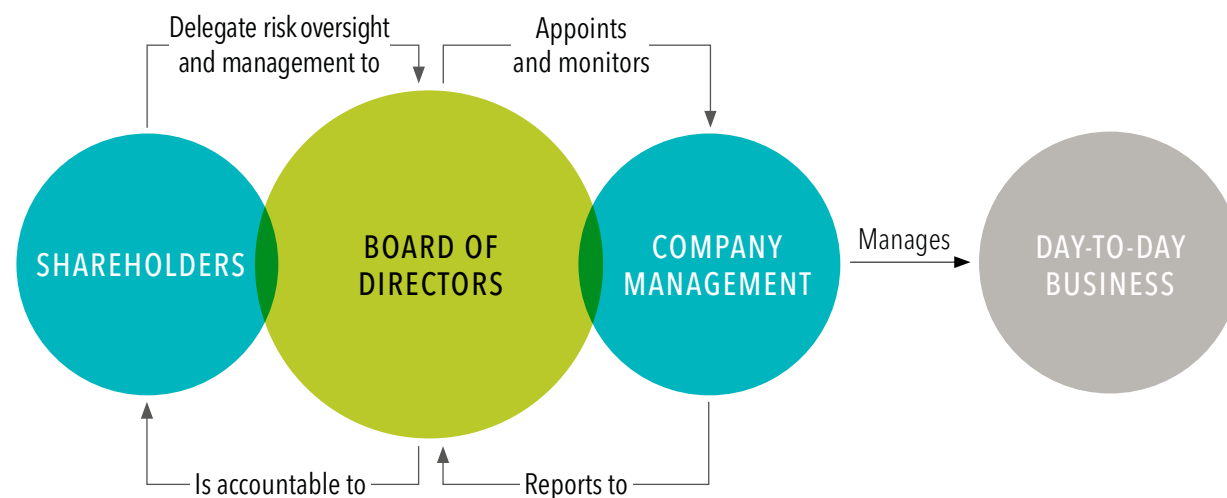 Delegate risk oversight
and management to
Appoints
and monitors
SHAREHOLDERS
BOARD OF
DIRECTORS
COMPANY
MANAGEMENT
Manages
DAY-TO-DAY
BUSINESS
Is accountable to
Reports to